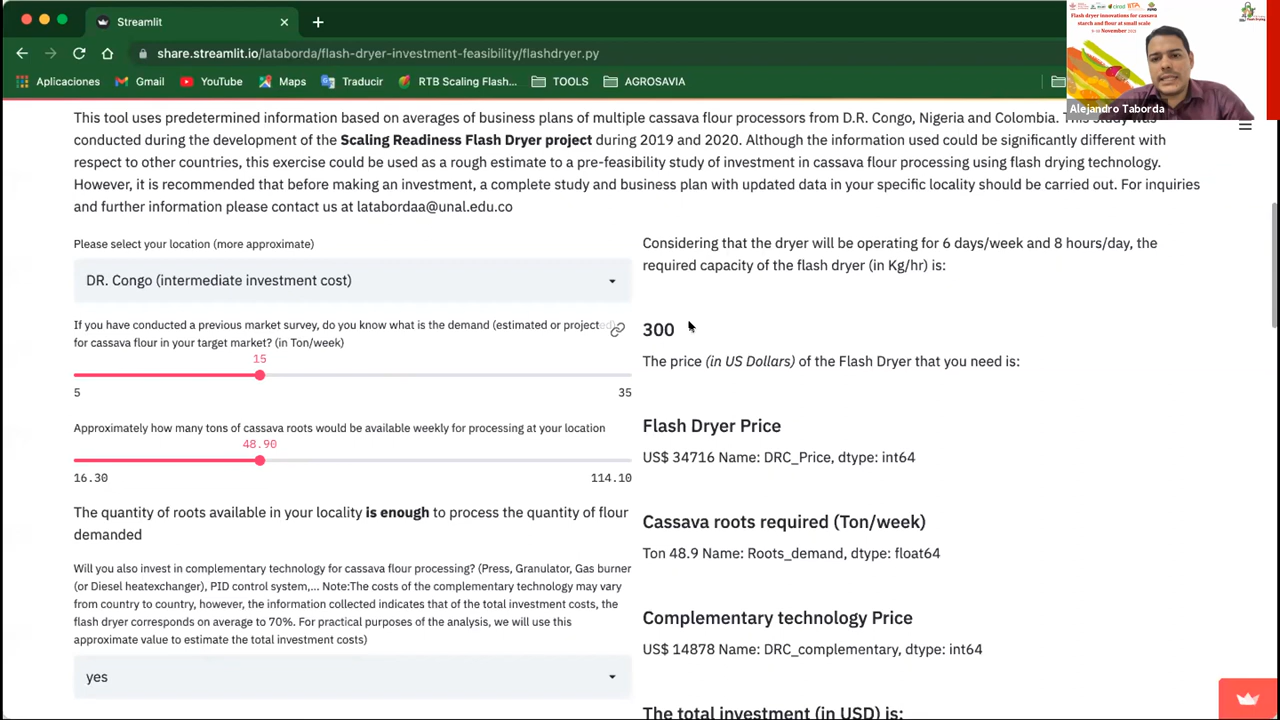 Streamlit
Aplicaciones
Gmail
YouTube
Maps
AGROSAVIA
Flash dryer innovations for cassava
starch and flour at small scale
Alejandro Taborda
This tool uses predetermined information based on
of multiple cassava flour processors from D.R. Congo, Nigeria and Colombia. This study was
conducted during the development of the Scaling Readiness Flash Dryer Project during 2019 and 2020. Although the information used could be significantly different with
respect to other countries, this exercise could be used as a rough estimate to a pre-feasibility study of investment in cassava flour processing using flash drying technology.
However, it is recommended that before making an investment, a complete study and business plan with updated data in your specific locality should be carried out. For inquiries
and further information please contact us at latabordaa@unal.edu.co
Please select your location (more approximate)
DR. Congo (intermediate investment cost)
If you have conducted a previous market survey, do you know what is the demand (estimated or projected)
for cassava flour in your target market? (in Ton/week)
15
5 35
Approximately how many tons of cassava roots would be available weekly for processing at your location
48.90
16.30 114.10
The quantity of roots available in your locality is enough to process the quantity of flour
demanded
Will you also invest in complementary technology for cassava flour processing? (Press, Granulator, Gas burner
(or Diesel heatexchanger), PID control system,... Note:The costs of the complementary technology may vary
from country to country, however, the information collected indicates that of the total investment costs, the
flash dryer corresponds on average to 70%. For practical purposes of the analysis, we will use this
approximate value to estimate the total investment costs)
yes
Considering that the dryer will be operating for 6 days/week and 8 hours/day, the
required capacity of the flash dryer (in Kg/hr) is:
300
The price (in US Dollars) of the Flash Dryer that you need is:
Flash Dryer Price
US$ 34716 Name: DRC_Price, dtype: int64
Cassava roots required (Ton/week)
Ton 48.9 Name: Roots_demand, dtype: float64
Complementary technology Price
US$ 14878 Name: DRC_complementary, dtype: int64
The total investment (in USD) is: